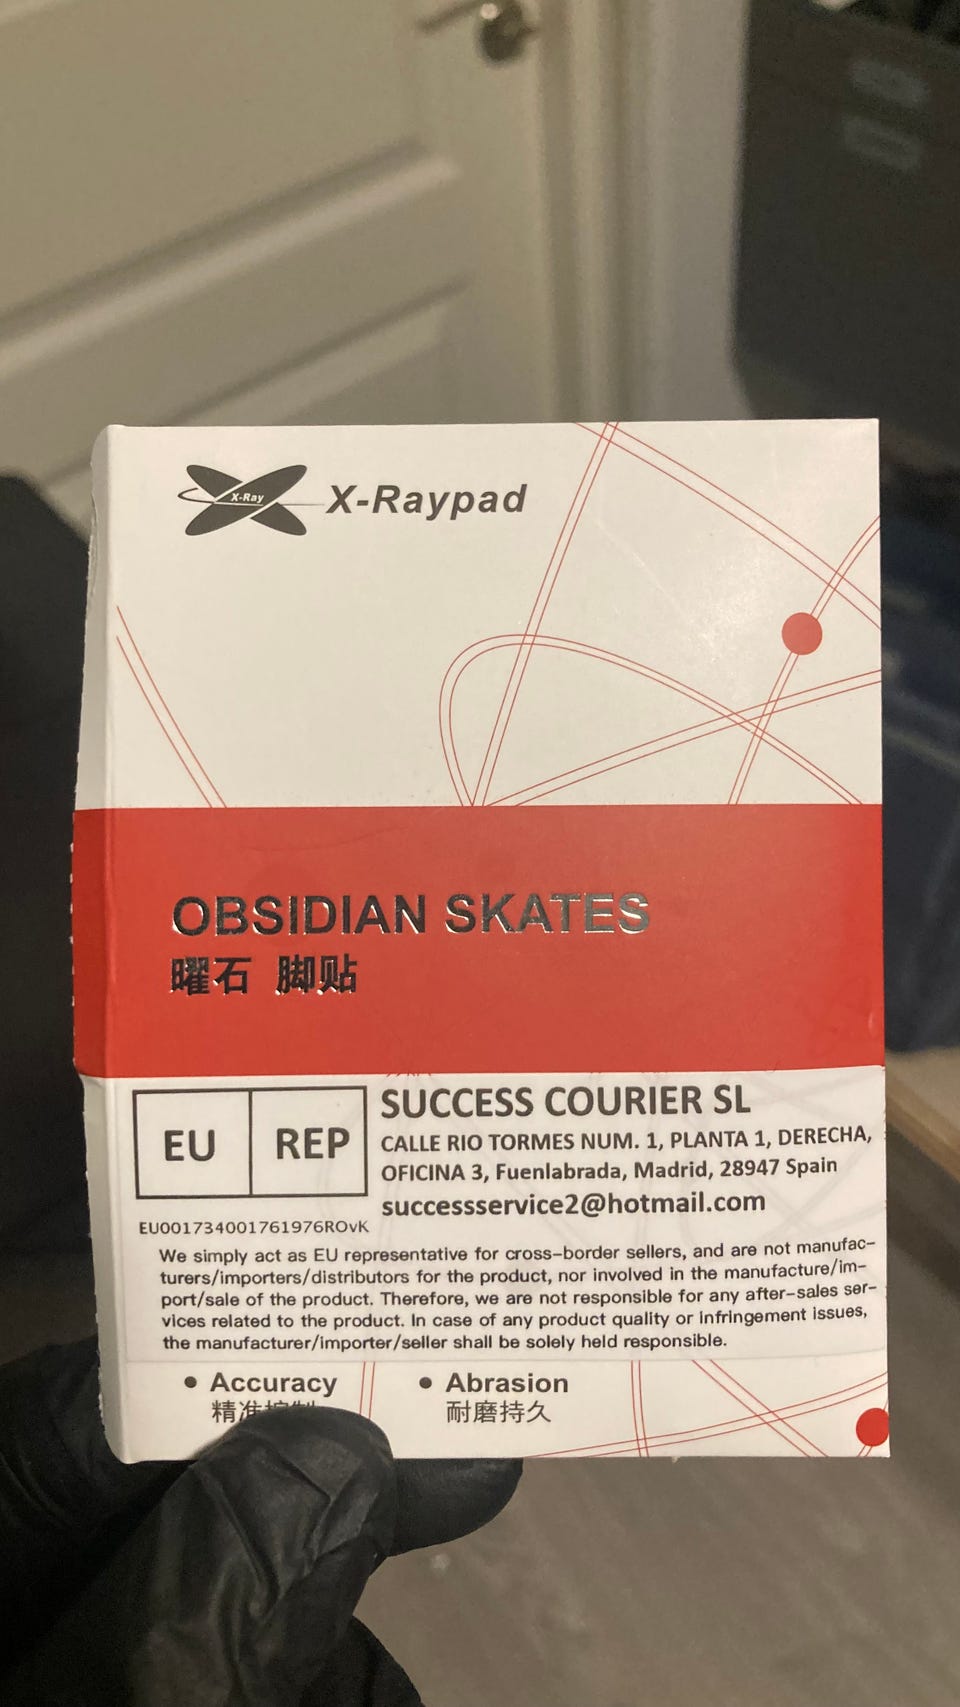 X-Ray
X-Raypad
OBSIDIAN SKATES
曜石 脚贴
EU REP
SUCCESS COURIER SL
CALLE RIO TORMES NUM. 1, PLANTA 1, DERECHA,
OFICINA 3, Fuenlabrada, Madrid, 28947 Spain
successservice2@hotmail.com
EU001734001761976ROvK
We simply act as EU representative for cross-border sellers, and are not manufac-
turers/importers/distributors for the product, nor involved in the manufacture/im-
port/sale of the product. Therefore, we are not responsible for any after-sales ser-
vices related to the product. In case of any product quality or infringement issues,
the manufacturer/importer/seller shall be solely held responsible.
• Accuracy • Abrasion
精准 耐磨持久